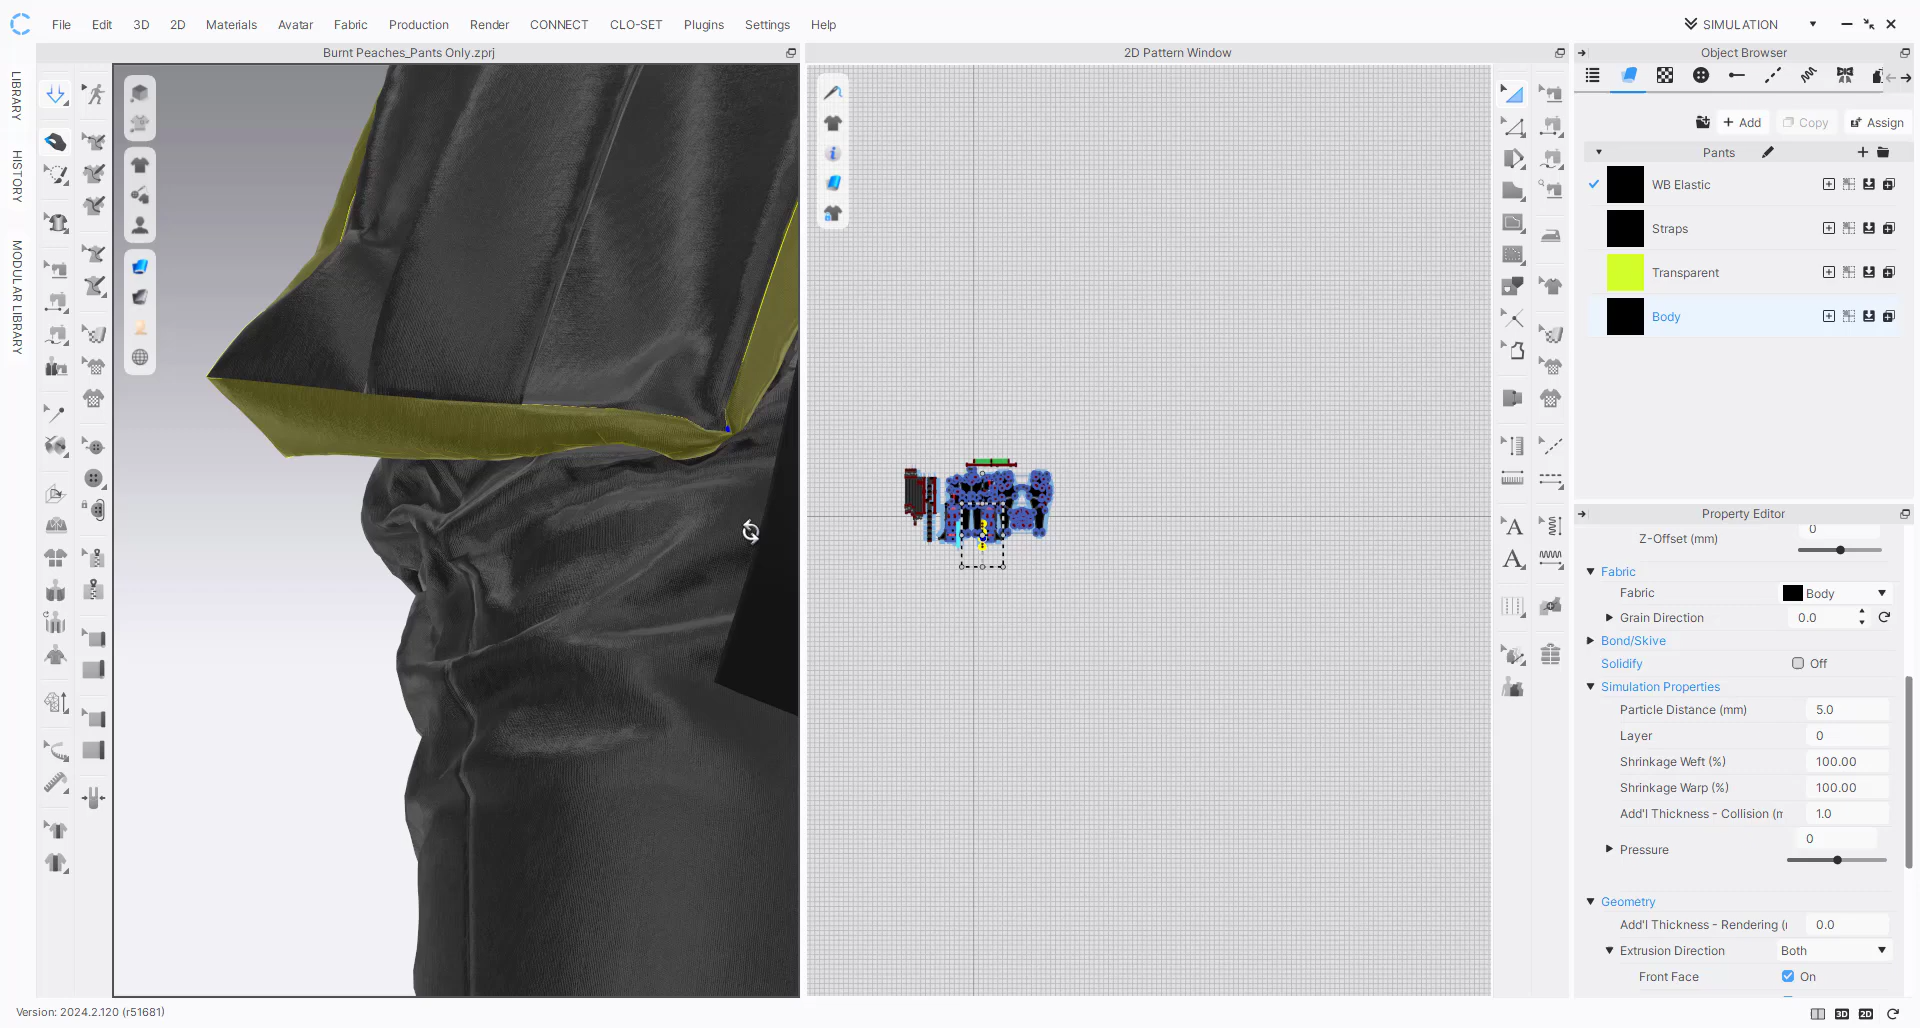 File Edit 3D 2D Materials Avatar Fabric Production Render CONNECT CLO-SET Plugins Settings Help SIMULATION
Burnt Peaches_Pants Only.zprj
2D Pattern Window
Object Browser
LIBRARY
HISTORY
MODULAR LIBRARY
+ Add Copy Assign
Pants
WB Elastic
Straps
Transparent
Body
Property Editor
Z-Offset (mm) 0
Fabric
Fabric Body
Grain Direction 0.0
Bond/Skive
Solidify Off
Simulation Properties
Particle Distance (mm) 5.0
Layer 0
Shrinkage Weft (%) 100.00
Shrinkage Warp (%) 100.00
Add'l Thickness - Collision (m 1.0
Pressure 0
Geometry
Add'l Thickness - Rendering (ı 0.0
Extrusion Direction Both
Front Face On
Version: 2024.2.120 (r51681)
3D 2D